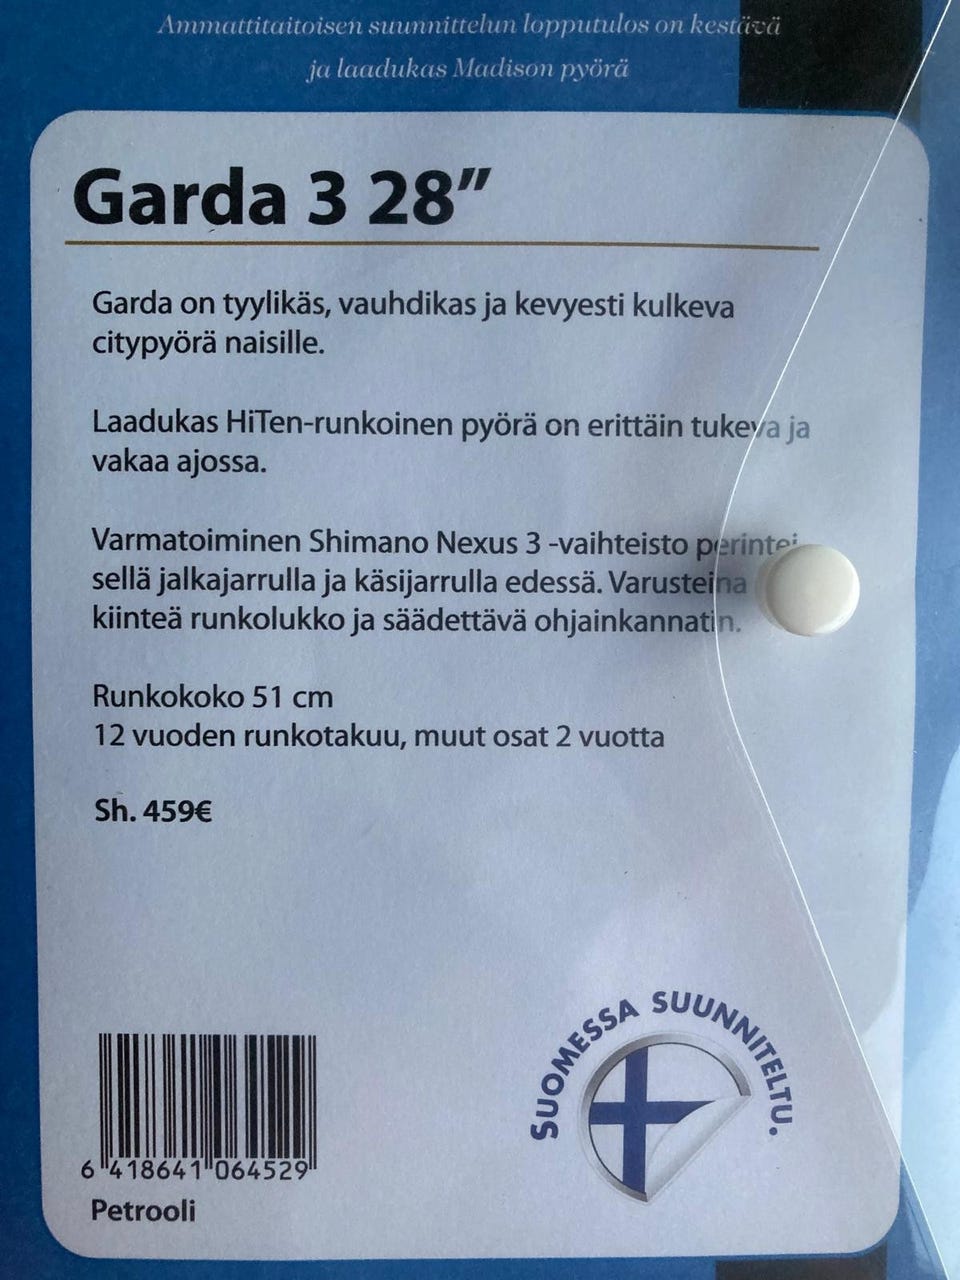 Ammattitaitoisen suunnittelun lopputulos on kestävä
ja laadukas Madison pyörä
Garda 3 28”
Garda on tyylikäs, vauhdikas ja kevyesti kulkeva
citypyörä naisille.
Laadukas HiTen-runkoinen pyörä on erittäin tukeva ja
vakaa ajossa.
Varmatoiminen Shimano Nexus 3 -vaihteisto perintei
sellä jalkajarrulla ja käsijarrulla edessä. Varusteina
kiinteä runkolukko ja säädettävä ohjainkannatin.
Runkokoko 51 cm
12 vuoden runkotakuu, muut osat 2 vuotta
Sh. 459€
SUOMESSA SUUNNITELTU.
6 418641 064529
Petrooli